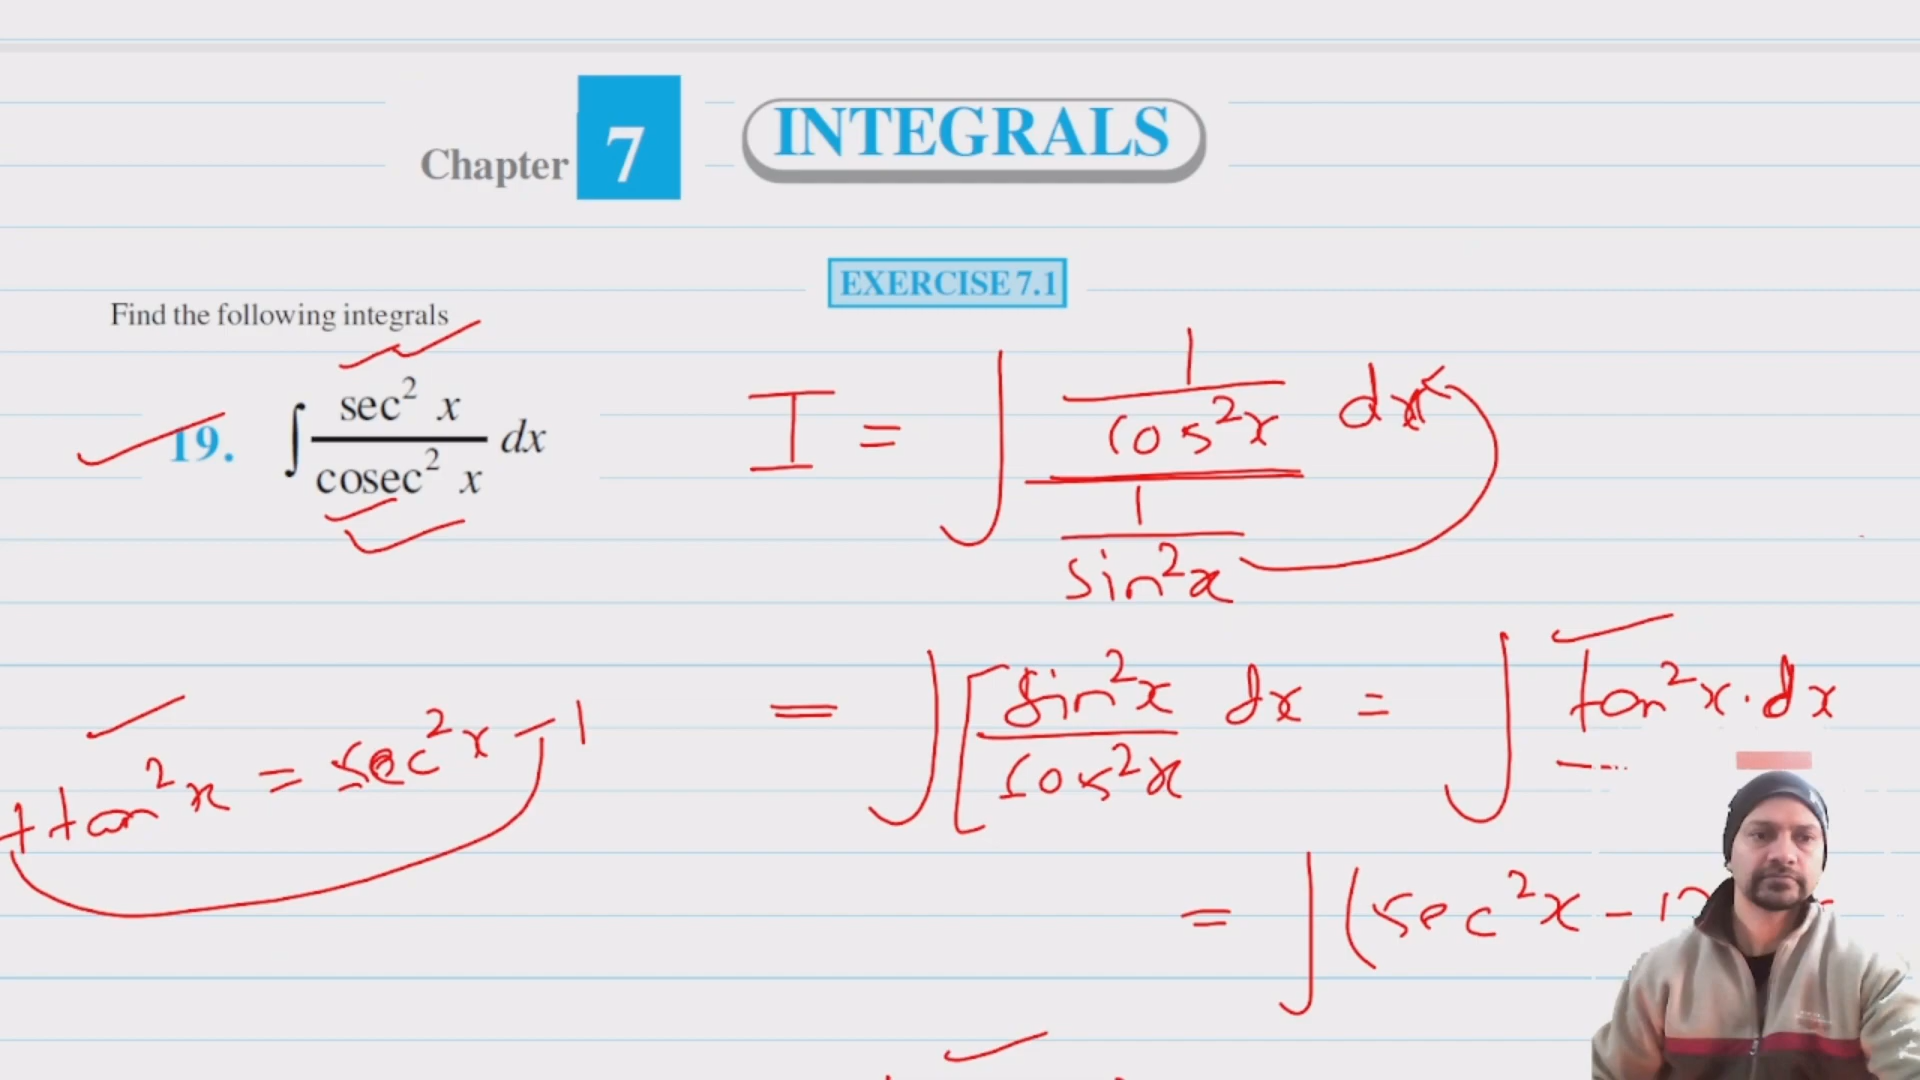 Chapter 7 INTEGRALS
EXERCISE 7.1
Find the following integrals
19. ∫ sec² x / cosec² x dx
I = ∫ (1 / cos²x) / (1 / sin²x) dx
= ∫ [ sin²x / cos²x dx = ∫ tan²x . dx
+ tan²x = sec²x - 1
= ∫ (sec²x - 1)